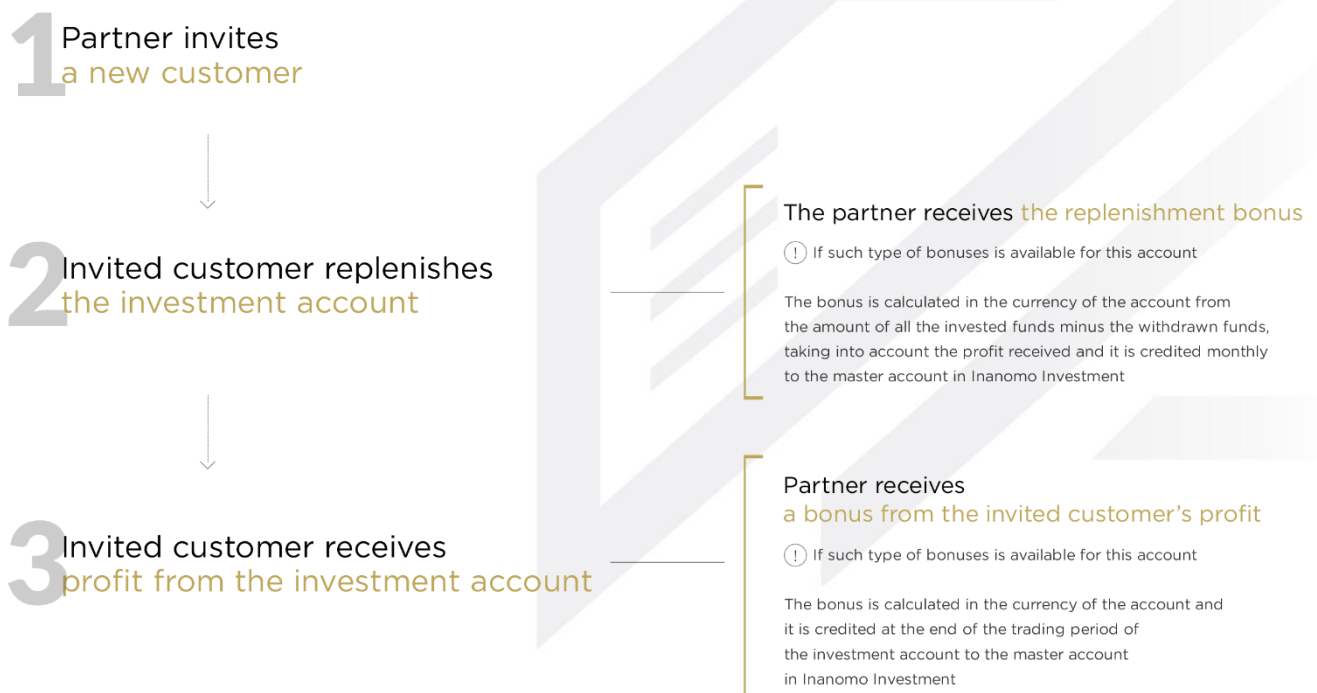 1
Partner invites
a new customer
2
Invited customer replenishes
the investment account
The partner receives the replenishment bonus
! If such type of bonuses is available for this account
The bonus is calculated in the currency of the account from
the amount of all the invested funds minus the withdrawn funds,
taking into account the profit received and it is credited monthly
to the master account in Inanomo Investment
3
Invited customer receives
profit from the investment account
Partner receives
a bonus from the invited customer’s profit
! If such type of bonuses is available for this account
The bonus is calculated in the currency of the account and
it is credited at the end of the trading period of
the investment account to the master account
in Inanomo Investment